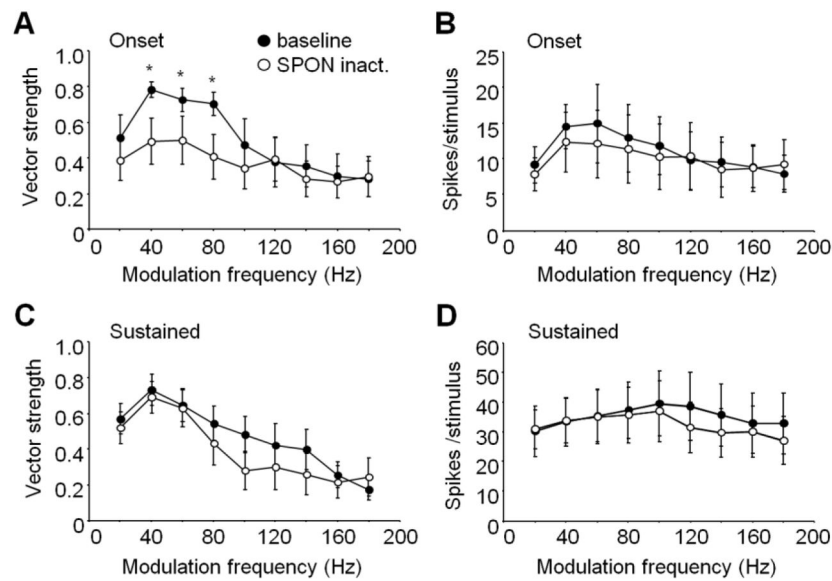 A
Onset
baseline
SPON inact.
* * *
Vector strength
1.0
0.8
0.6
0.4
0.2
0.0
0 40 80 120 160 200
Modulation frequency (Hz)
B
Onset
Spikes/stimulus
25
20
15
10
5
0
0 40 80 120 160 200
Modulation frequency (Hz)
C
Sustained
Vector strength
1.0
0.8
0.6
0.4
0.2
0.0
0 40 80 120 160 200
Modulation frequency (Hz)
D
Sustained
Spikes /stimulus
60
50
40
30
20
10
0
0 40 80 120 160 200
Modulation frequency (Hz)